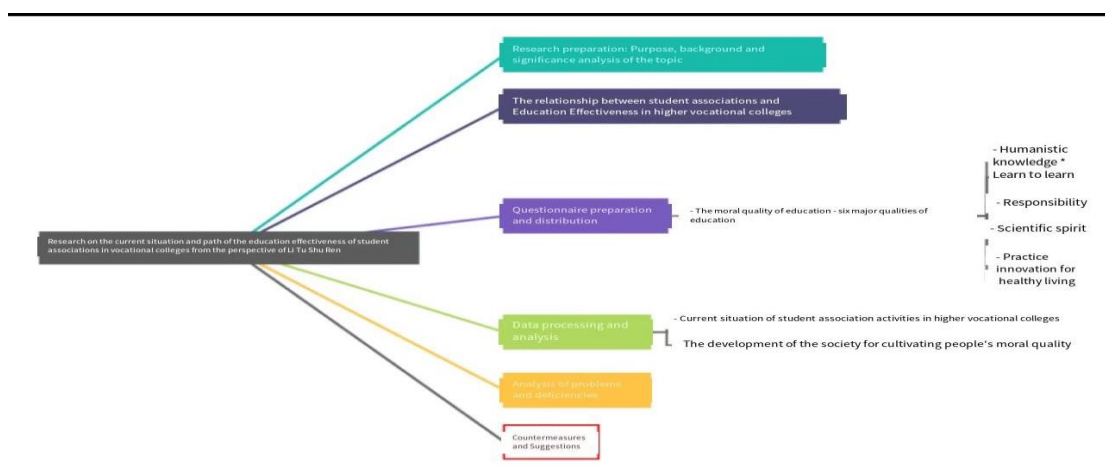 Research preparation: Purpose, background and
significance analysis of the topic
The relationship between student associations and
Education Effectiveness in higher vocational colleges
- Humanistic
knowledge *
Learn to learn
Questionnaire preparation
and distribution
- The moral quality of education - six major qualities of
education
- Responsibility
- Scientific spirit
- Practice
innovation for
healthy living
Research on the current situation and path of the education effectiveness of student
associations in vocational colleges from the perspective of Li Tu Shu Ren
Data processing and
analysis
- Current situation of student association activities in higher vocational colleges
The development of the society for cultivating people's moral quality
Analysis of problems
and deficiencies
Countermeasures
and Suggestions